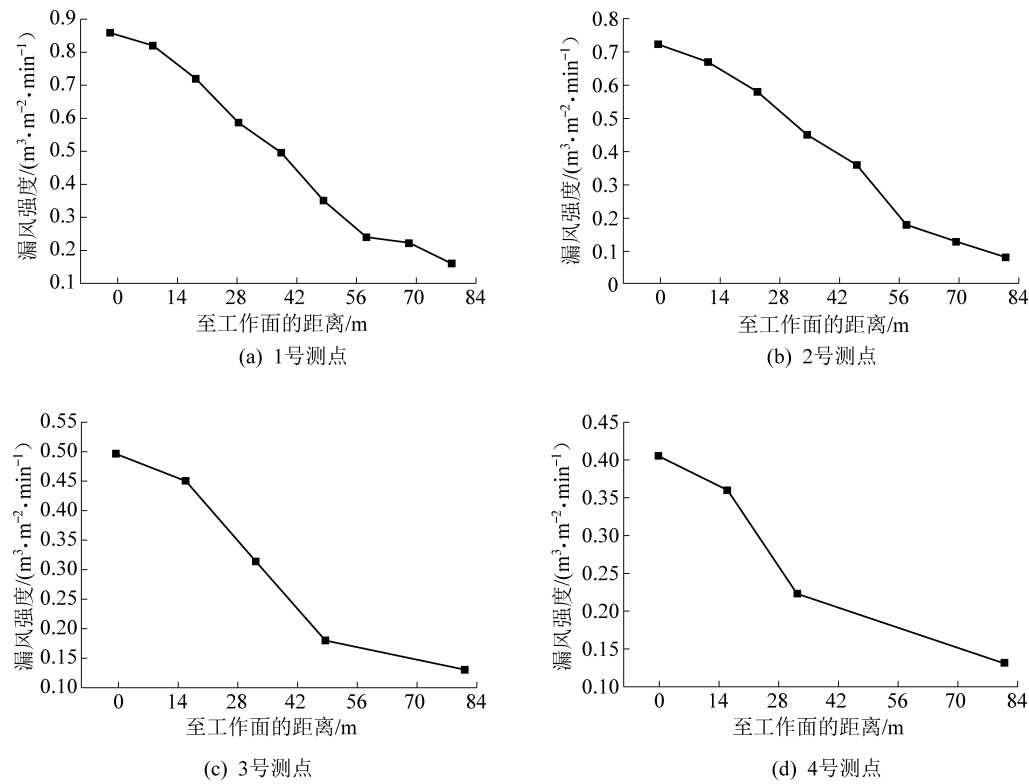 0.9
0.8
0.7
0.6
0.5
0.4
0.3
0.2
0.1
漏风强度/(m³·m⁻²·min⁻¹)
0 14 28 42 56 70 84
至工作面的距离/m
(a) 1号测点
0.8
0.7
0.6
0.5
0.4
0.3
0.2
0.1
0
漏风强度/(m³·m⁻²·min⁻¹)
0 14 28 42 56 70 84
至工作面的距离/m
(b) 2号测点
0.55
0.50
0.45
0.40
0.35
0.30
0.25
0.20
0.15
0.10
漏风强度/(m³·m⁻²·min⁻¹)
0 14 28 42 56 70 84
至工作面的距离/m
(c) 3号测点
0.45
0.40
0.35
0.30
0.25
0.20
0.15
0.10
漏风强度/(m³·m⁻²·min⁻¹)
0 14 28 42 56 70 84
至工作面的距离/m
(d) 4号测点